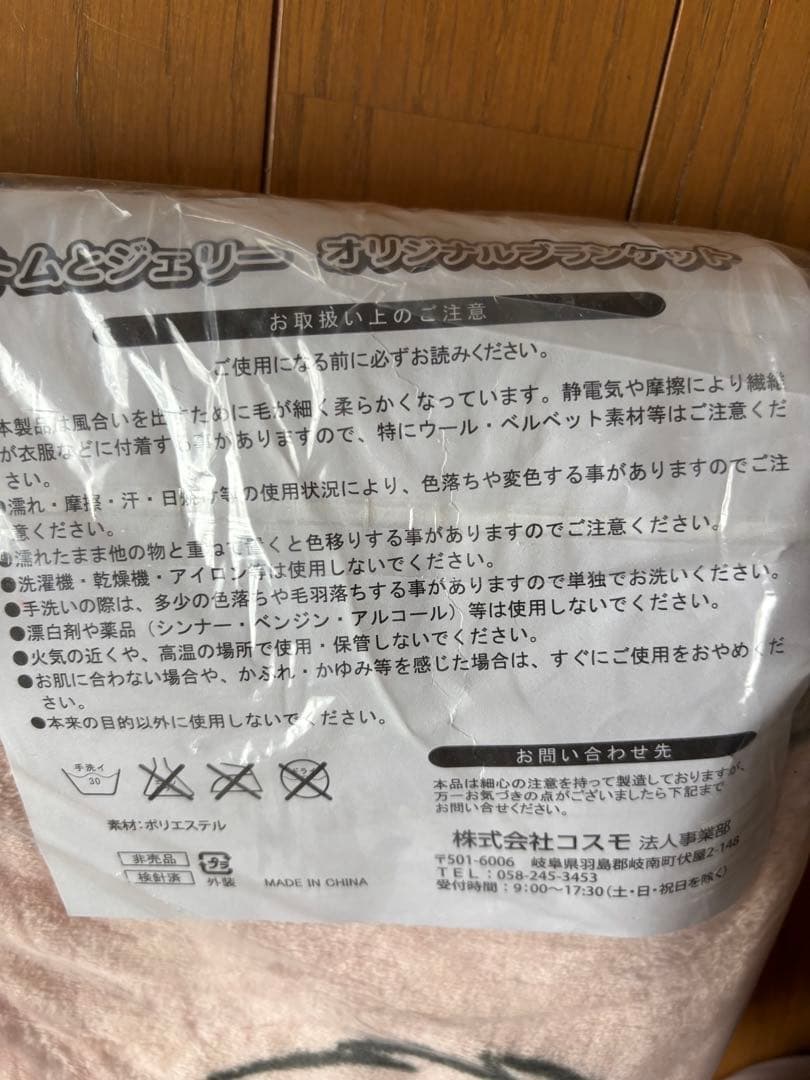 トムとジェリー オリジナルブランケット
お取扱い上のご注意
ご使用になる前に必ずお読みください。
本製品は風合いを出すために毛が細く柔らかくなっています。静電気や摩擦により繊維
が衣服などに付着する事がありますので、特にウール・ベルベット素材等はご注意くだ
さい。
●濡れ・摩擦・汗・日焼け等の使用状況により、色落ちや変色する事がありますのでご注
意ください。
●濡れたまま他の物と重ねて置くと色移りする事がありますのでご注意ください。
●洗濯機・乾燥機・アイロン等は使用しないでください。
●手洗いの際は、多少の色落ちや毛羽落ちする事がありますので単独でお洗いください。
●漂白剤や薬品(シンナー・ベンジン・アルコール)等は使用しないでください。
●火気の近くや、高温の場所で使用・保管しないでください。
●お肌に合わない場合や、かぶれ・かゆみ等を感じた場合は、すぐにご使用をおやめくだ
さい。
●本来の目的以外に使用しないでください。
手洗イ
30
素材:ポリエステル
非売品
検針済
プラ
外装
MADE IN CHINA
お問い合わせ先
本品は細心の注意を持って製造しておりますが、
万一お気づきの点がございましたら下記まで
お問い合せください。
株式会社コスモ 法人事業部
〒501-6006 岐阜県羽島郡岐南町伏屋2-148
TEL:058-245-3453
受付時間:9:00〜17:30(土・日・祝日を除く)